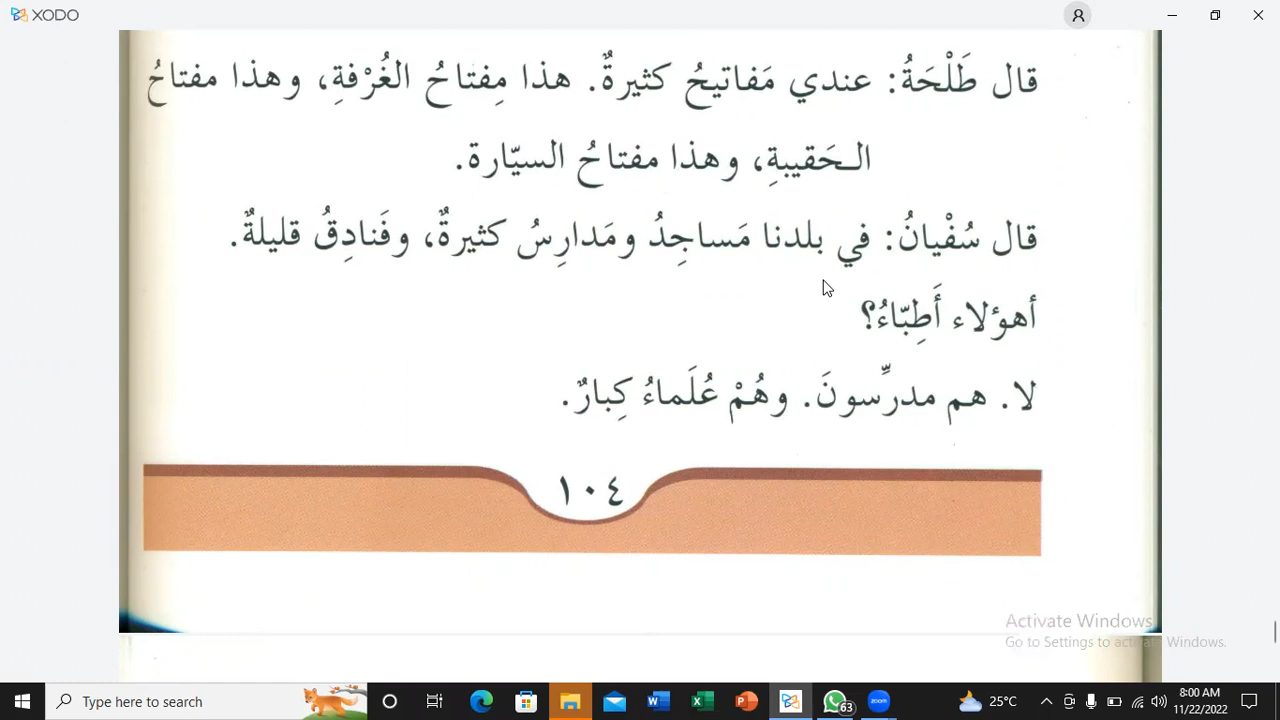 XODO
قال طَلْحَةُ: عندي مَفاتيحُ كثيرةٌ. هذا مِفتاحُ الغُرْفةِ، وهذا مفتاحُ
الـحَقيبةِ، وهذا مفتاحُ السيّارة.
قال سُفْيانُ: في بلدنا مَساجِدُ ومَدارِسُ كثيرةٌ، وفَنادِقُ قليلةٌ.
أهؤلاء أَطِبّاءُ؟
لا. هم مدرِّسونَ. وهُمْ عُلَماءُ كِبارٌ.
١٠٤
Activate Windows
Go to Settings to activate Windows.
Type here to search
63
zoom
25°C
8:00 AM
11/22/2022